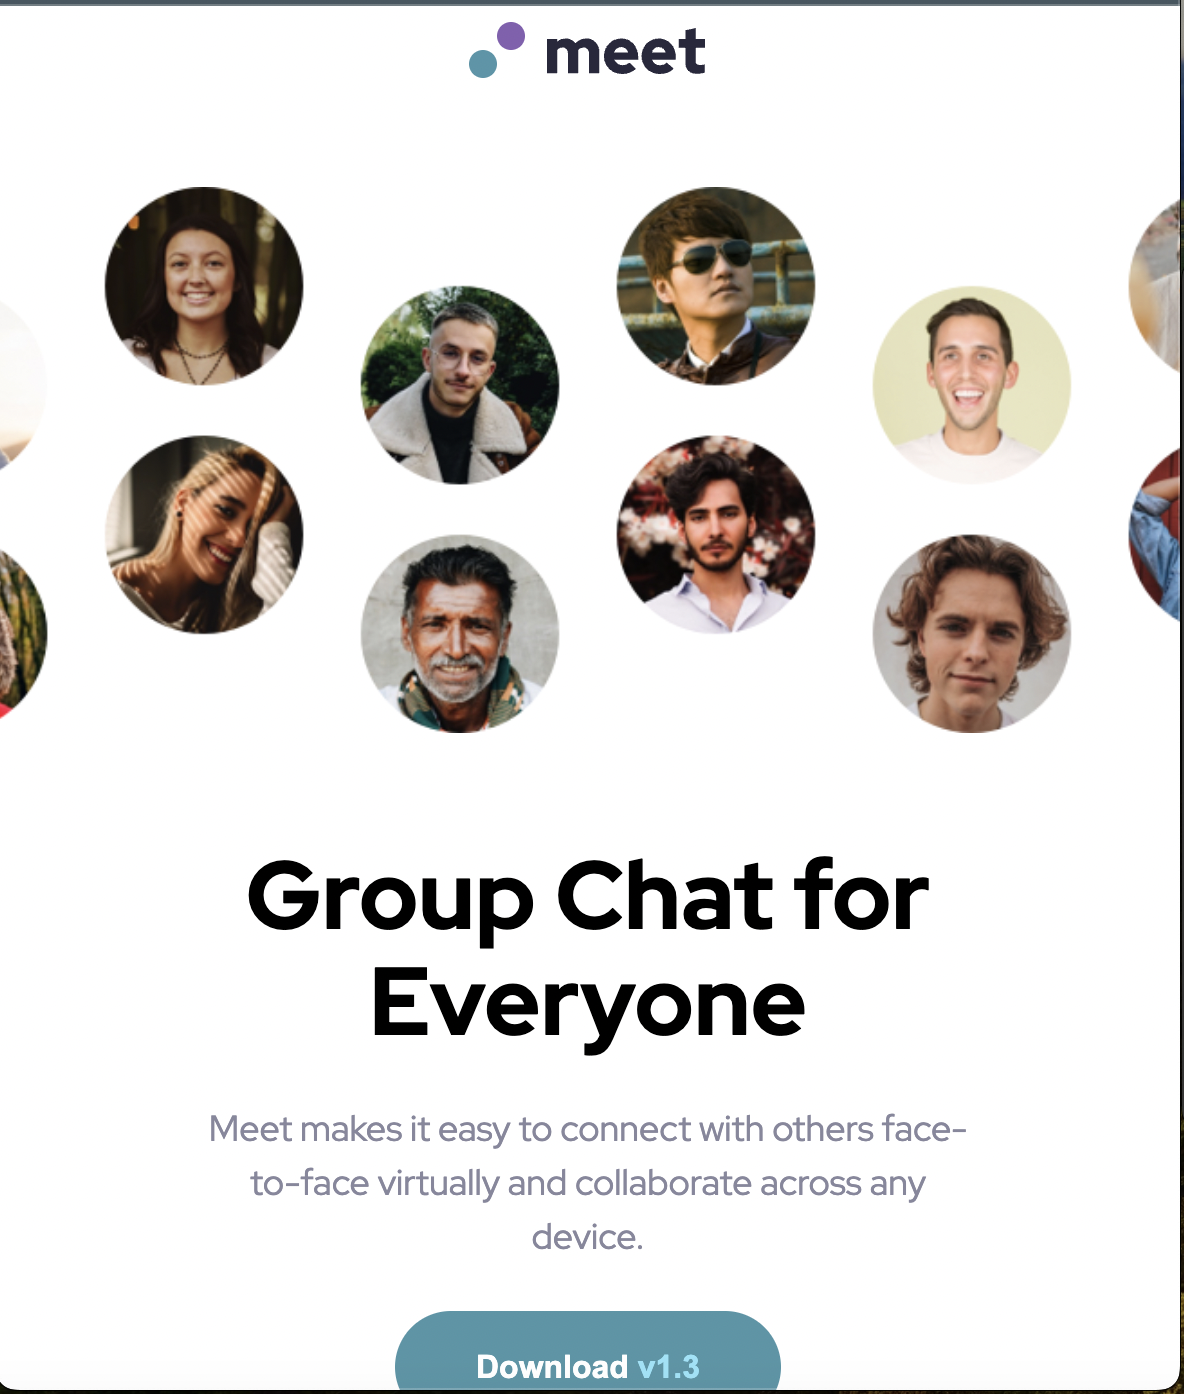 meet
Group Chat for
Everyone
Meet makes it easy to connect with others face-
to-face virtually and collaborate across any
device.
Download v1.3